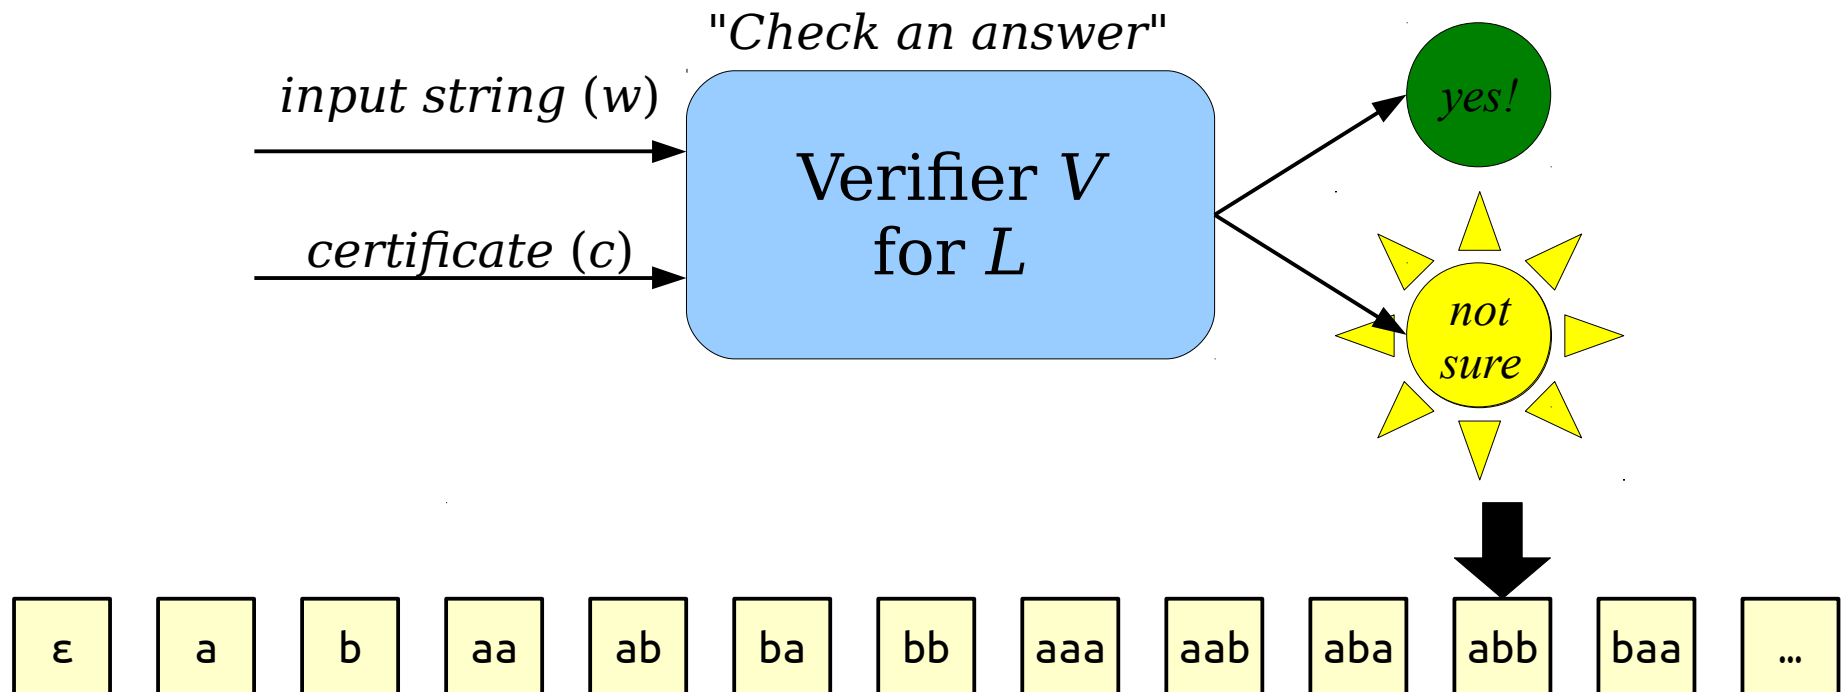 "Check an answer"
input string (w)
certificate (c)
Verifier V
for L
yes!
not
sure
ε a b aa ab ba bb aaa aab aba abb baa …